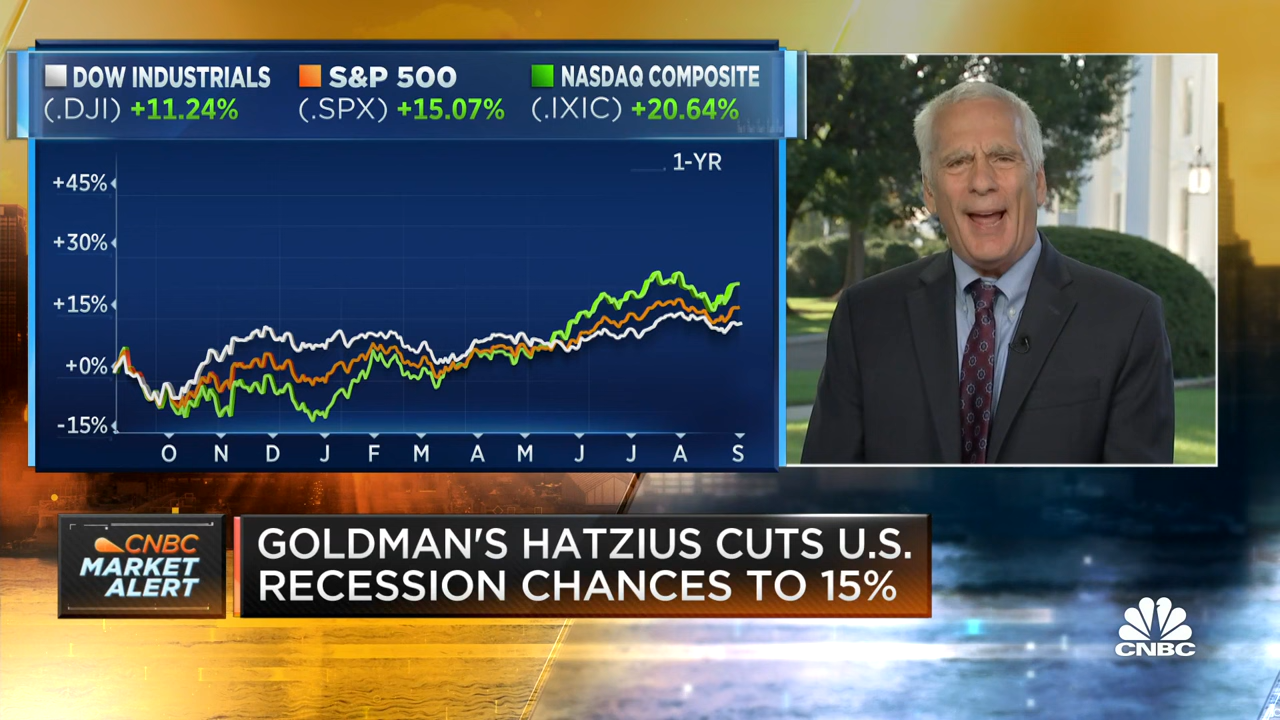 DOW INDUSTRIALS
(.DJI) +11.24%
S&P 500
(.SPX) +15.07%
NASDAQ COMPOSITE
(.IXIC) +20.64%
1-YR
+45%
+30%
+15%
+0%
-15%
O N D J F M A M J J A S
CNBC
MARKET
ALERT
GOLDMAN'S HATZIUS CUTS U.S.
RECESSION CHANCES TO 15%
CNBC